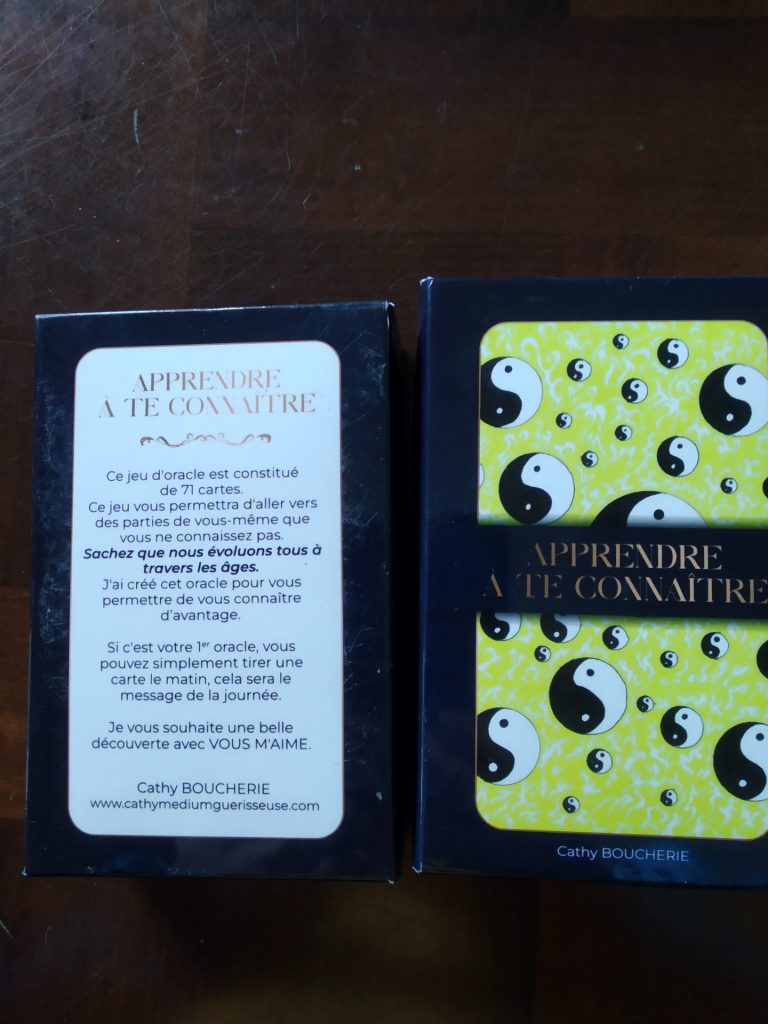 APPRENDRE
À TE CONNAÎTRE
Ce jeu d'oracle est constitué
de 71 cartes.
Ce jeu vous permettra d'aller vers
des parties de vous-même que
vous ne connaissez pas.
Sachez que nous évoluons tous à
travers les âges.
J'ai créé cet oracle pour vous
permettre de vous connaître
d'avantage.
Si c'est votre 1er oracle, vous
pouvez simplement tirer une
carte le matin, cela sera le
message de la journée.
Je vous souhaite une belle
découverte avec VOUS M'AIME.
Cathy BOUCHERIE
www.cathymediumguerisseuse.com
APPRENDRE
À TE CONNAÎTRE
Cathy BOUCHERIE